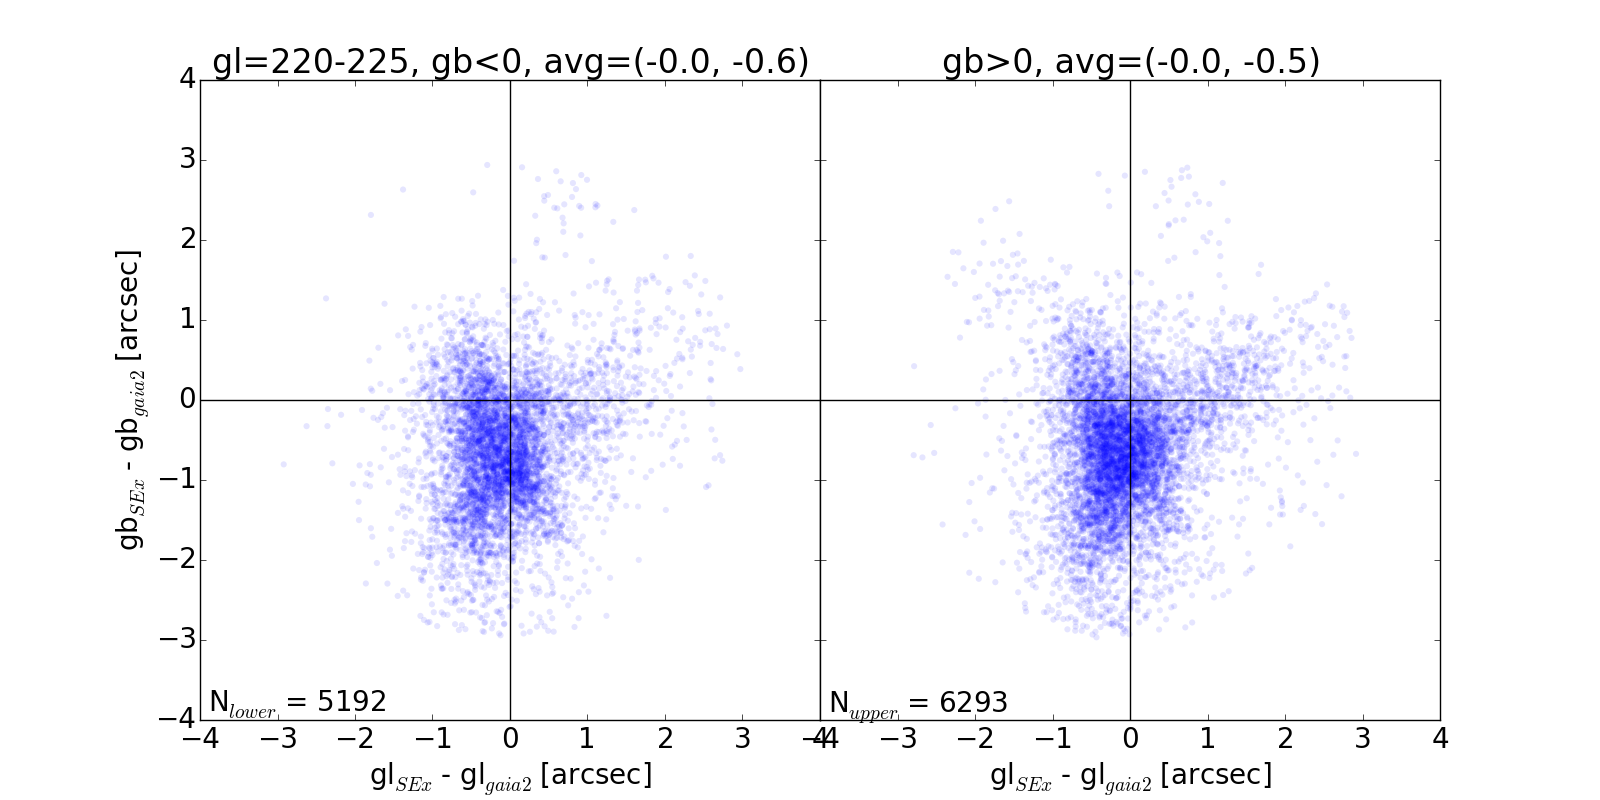 gl=220-225, gb<0, avg=(-0.0, -0.6)
gb>0, avg=(-0.0, -0.5)
4
3
2
1
0
−1
−2
−3
−4
gb_SEx - gb_gaia2 [arcsec]
N_lower = 5192
N_upper = 6293
−4 −3 −2 −1 0 1 2 3 4
−4 −3 −2 −1 0 1 2 3 4
gl_SEx - gl_gaia2 [arcsec]
gl_SEx - gl_gaia2 [arcsec]